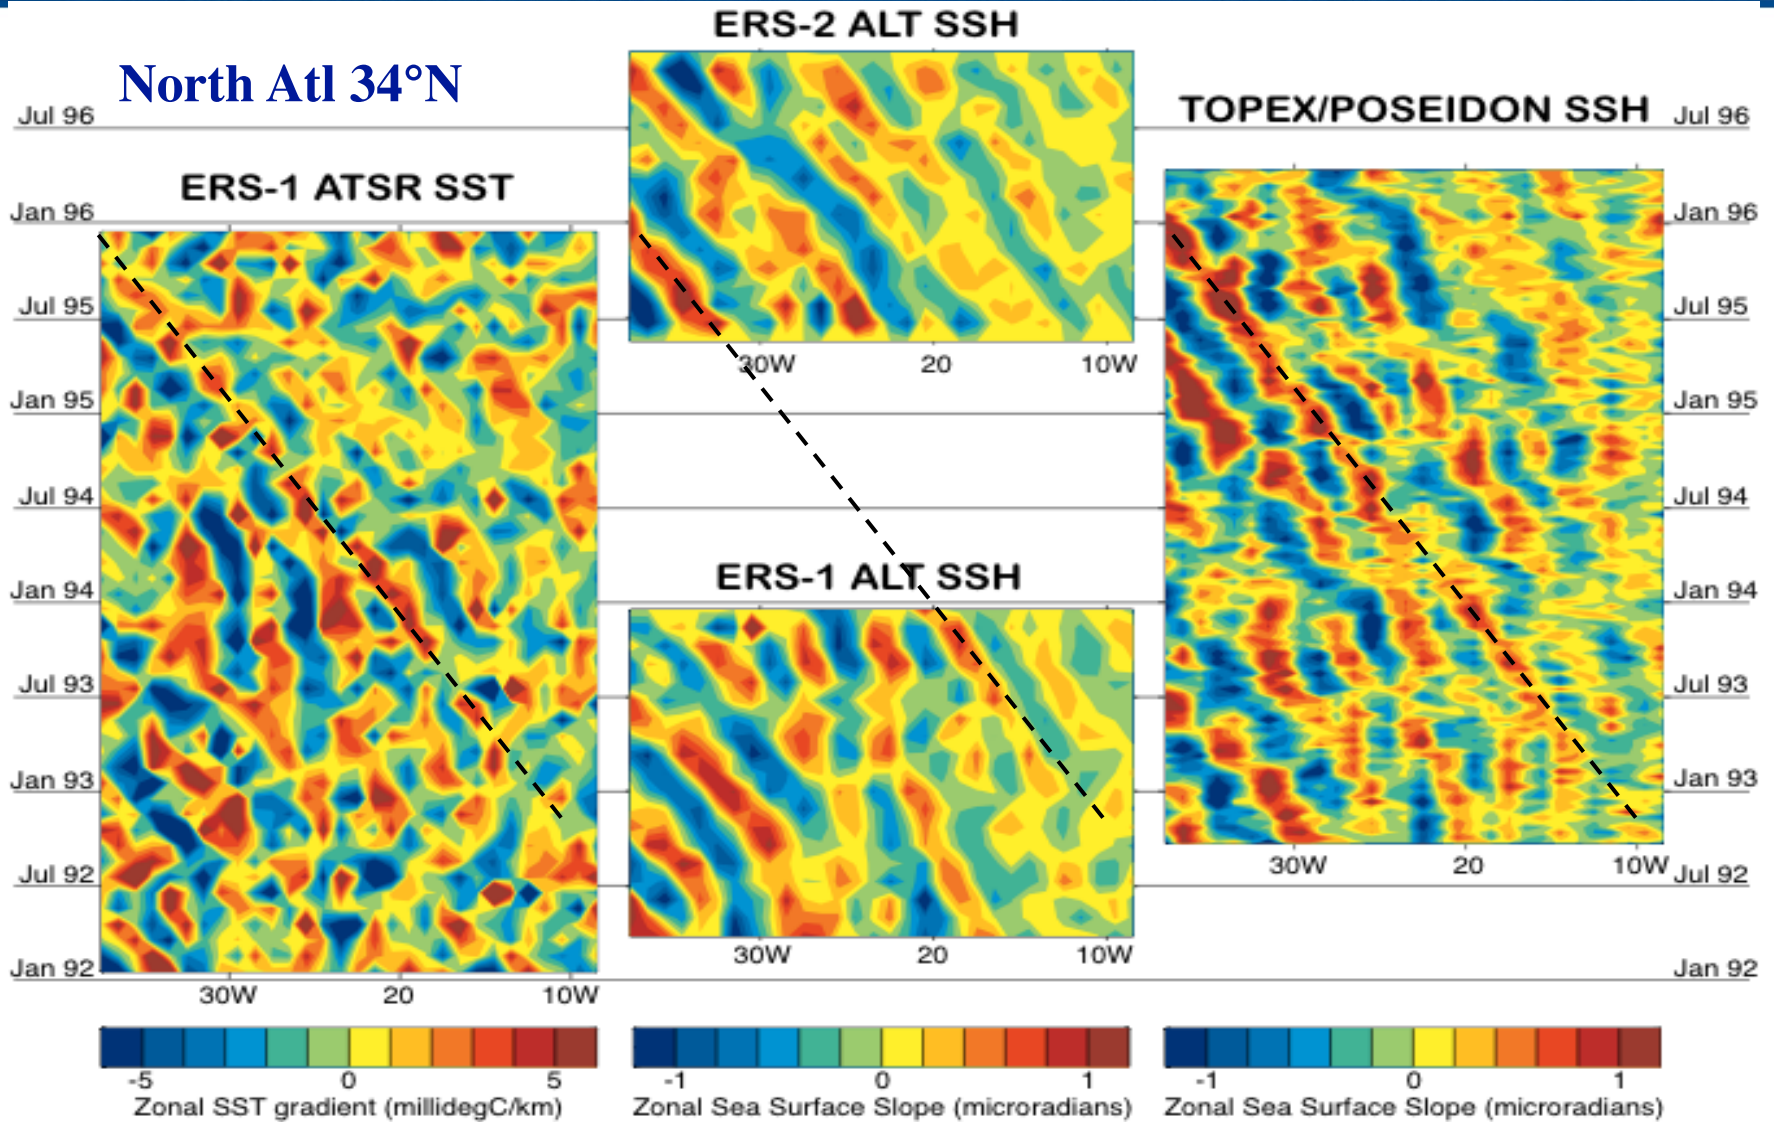 ERS-2 ALT SSH
North Atl 34°N
TOPEX/POSEIDON SSH
Jul 96
Jul 96
ERS-1 ATSR SST
Jan 96
Jan 96
Jul 95
Jul 95
30W 20 10W
Jan 95
Jan 95
Jul 94
Jul 94
ERS-1 ALT SSH
Jan 94
Jan 94
Jul 93
Jul 93
Jan 93
Jan 93
30W 20 10W
Jul 92
Jul 92
30W 20 10W
Jan 92
Jan 92
30W 20 10W
-5 0 5
Zonal SST gradient (millidegC/km)
-1 0 1
Zonal Sea Surface Slope (microradians)
-1 0 1
Zonal Sea Surface Slope (microradians)